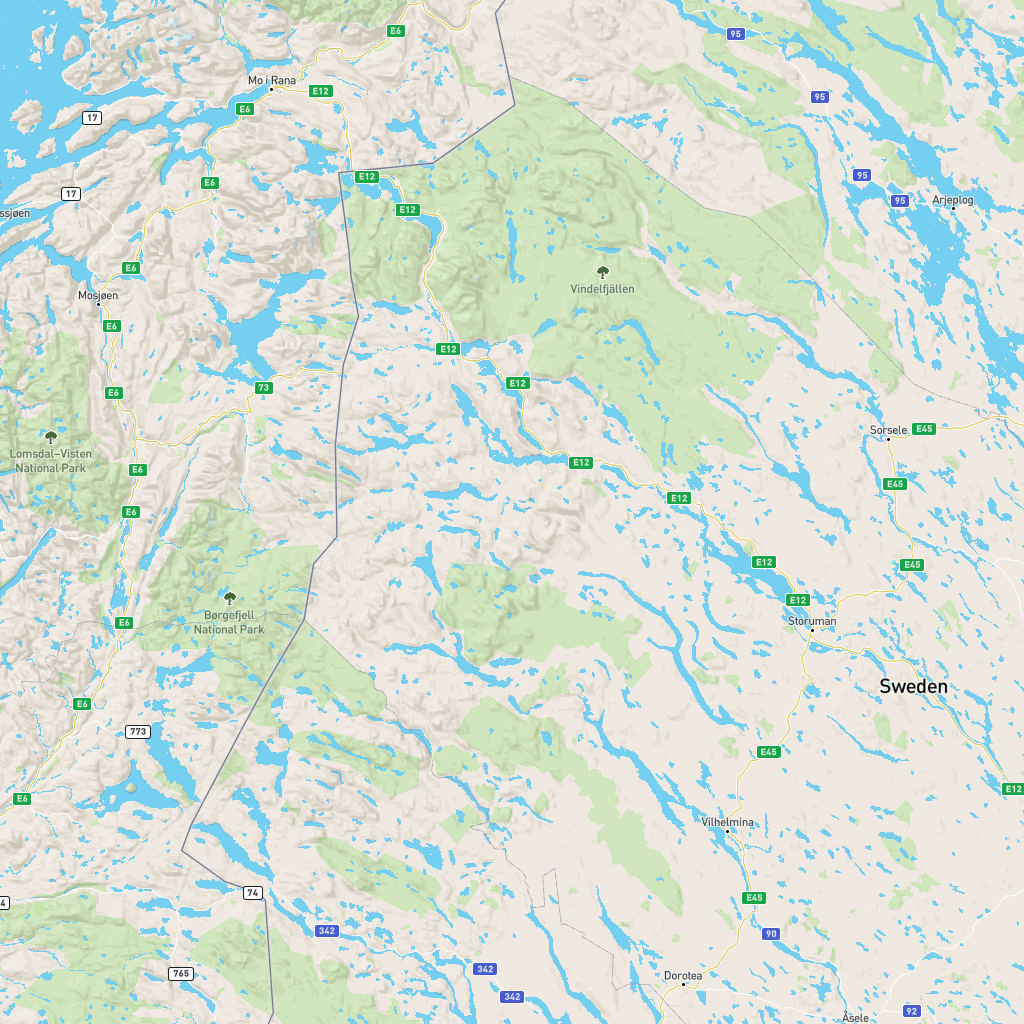 E6
95
Mo i Rana
E12
95
E6
17
E12
95
E6
17
95
Arjeplog
E12
ssjøen
E6
Vindelfjällen
Mosjøen
E6
E12
E12
73
E6
Sorsele
E45
Lomsdal-Visten
National Park
E6
E12
E45
E12
E6
E12
E45
E12
Børgefjell
National Park
E6
Storuman
Sweden
E6
773
E45
E12
E6
Vilhelmina
74
E45
4
342
90
342
765
Dorotea
342
92
Åsele